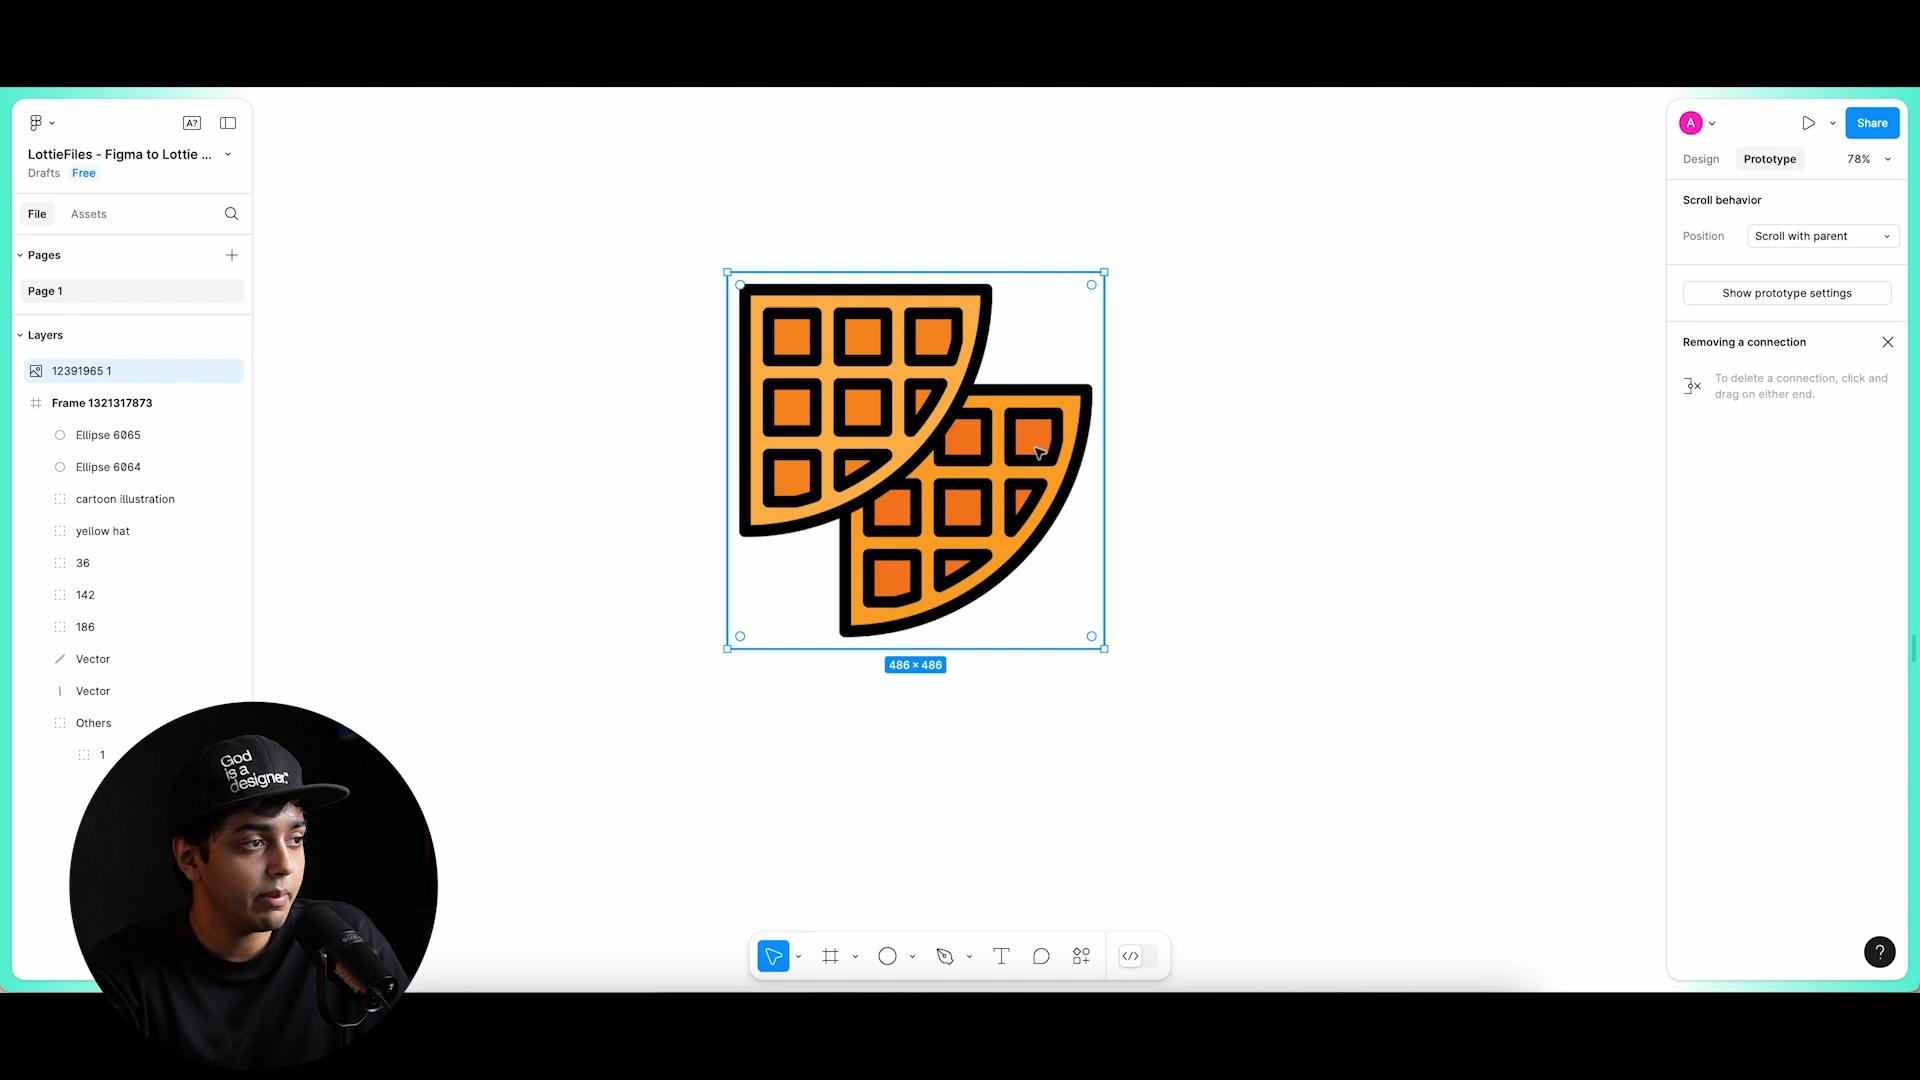 A?
LottieFiles - Figma to Lottie ...
Drafts Free
File Assets
Pages
Page 1
Layers
12391965 1
Frame 1321317873
Ellipse 6065
Ellipse 6064
cartoon illustration
yellow hat
36
142
186
Vector
Vector
Others
1
God
is a
designer.
486 × 486
A
Share
Design Prototype 78%
Scroll behavior
Position Scroll with parent
Show prototype settings
Removing a connection
To delete a connection, click and
drag on either end.
?